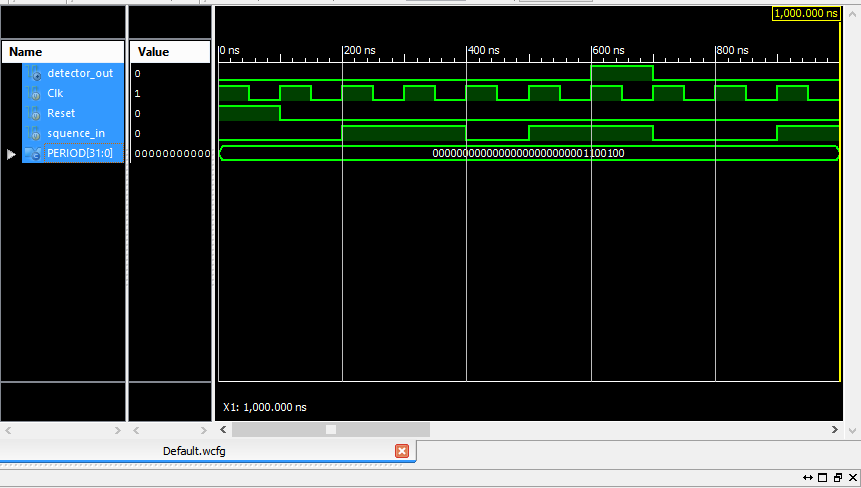 1,000.000 ns
Name
Value
0 ns
200 ns
400 ns
600 ns
800 ns
detector_out
0
Clk
1
Reset
0
squence_in
0
PERIOD[31:0]
00000000000
00000000000000000000000001100100
X1: 1,000.000 ns
Default.wcfg